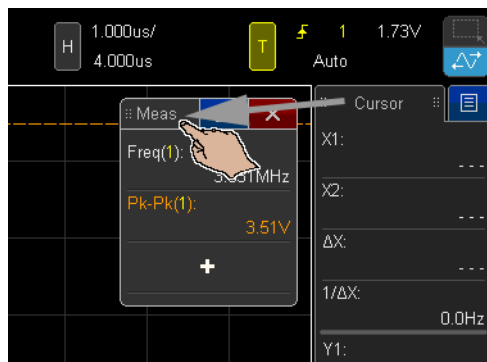 H
1.000us/
4.000us
T
1
1.73V
Auto
Meas
Cursor
Freq(1):
Pk-Pk(1):
3.51V
+
X1:
- - -
X2:
- - -
ΔX:
- - -
1/ΔX:
0.0Hz
Y1: